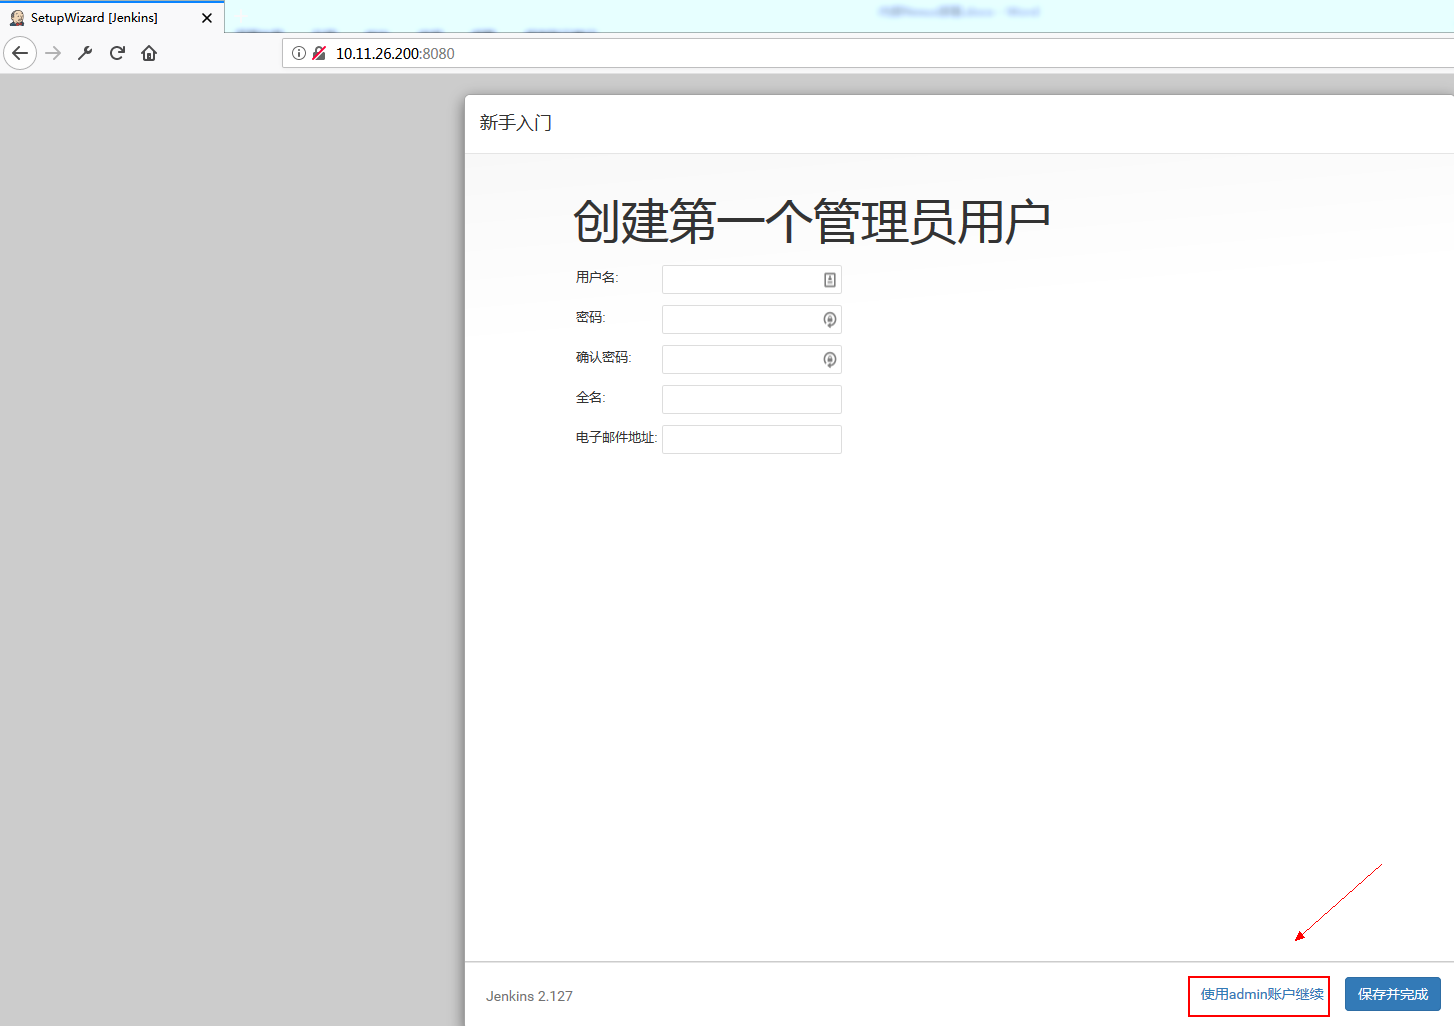 SetupWizard [Jenkins]
10.11.26.200:8080
新手入门
创建第一个管理员用户
用户名:
密码:
确认密码:
全名:
电子邮件地址:
Jenkins 2.127
使用admin账户继续
保存并完成